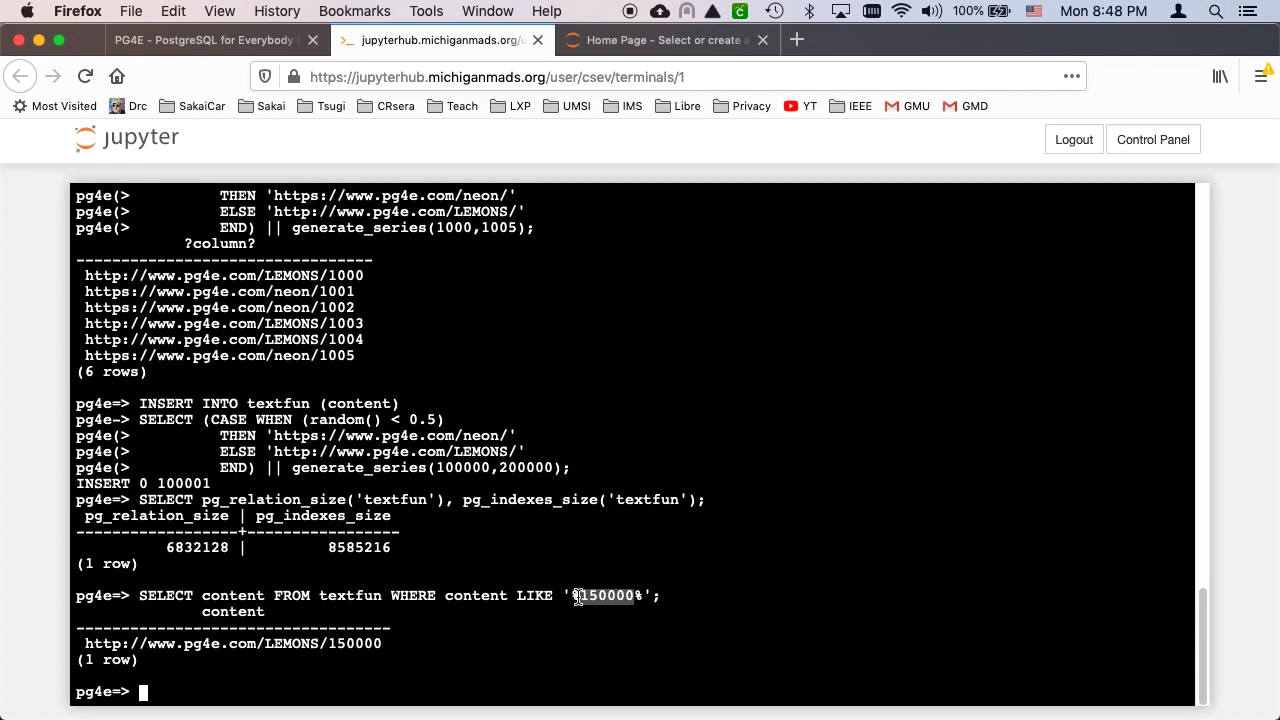 Firefox File Edit View History Bookmarks Tools Window Help 100% Mon 8:48 PM
PG4E - PostgreSQL for Everybody
jupyterhub.michiganmads.org/u
Home Page - Select or create a
https://jupyterhub.michiganmads.org/user/csev/terminals/1
Most Visited Drc SakaiCar Sakai Tsugi CRsera Teach LXP UMSI IMS Libre Privacy YT IEEE GMU GMD
jupyter Logout Control Panel
pg4e(>          THEN 'https://www.pg4e.com/neon/'
pg4e(>          ELSE 'http://www.pg4e.com/LEMONS/'
pg4e(>          END) || generate_series(1000,1005);
            ?column?
---------------------------------
 http://www.pg4e.com/LEMONS/1000
 https://www.pg4e.com/neon/1001
 https://www.pg4e.com/neon/1002
 http://www.pg4e.com/LEMONS/1003
 http://www.pg4e.com/LEMONS/1004
 https://www.pg4e.com/neon/1005
(6 rows)
pg4e=> INSERT INTO textfun (content)
pg4e-> SELECT (CASE WHEN (random() < 0.5)
pg4e(>          THEN 'https://www.pg4e.com/neon/'
pg4e(>          ELSE 'http://www.pg4e.com/LEMONS/'
pg4e(>          END) || generate_series(100000,200000);
INSERT 0 100001
pg4e=> SELECT pg_relation_size('textfun'), pg_indexes_size('textfun');
 pg_relation_size | pg_indexes_size
------------------+-----------------
          6832128 |         8585216
(1 row)
pg4e=> SELECT content FROM textfun WHERE content LIKE '%150000%';
              content
-----------------------------------
 http://www.pg4e.com/LEMONS/150000
(1 row)
pg4e=>